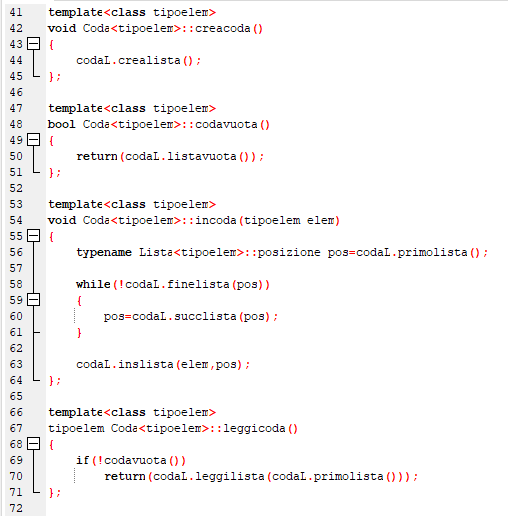 41 template<class tipoelem>
42 void Coda<tipoelem>::creacoda()
43 {
44 codaL.crealista();
45 };
46
47 template<class tipoelem>
48 bool Coda<tipoelem>::codavuota()
49 {
50 return(codaL.listavuota());
51 };
52
53 template<class tipoelem>
54 void Coda<tipoelem>::incoda(tipoelem elem)
55 {
56 typename Lista<tipoelem>::posizione pos=codaL.primolista();
57
58 while(!codaL.finelista(pos))
59 {
60 pos=codaL.succlista(pos);
61 }
62
63 codaL.inslista(elem,pos);
64 };
65
66 template<class tipoelem>
67 tipoelem Coda<tipoelem>::leggicoda()
68 {
69 if(!codavuota())
70 return(codaL.leggilista(codaL.primolista()));
71 };
72